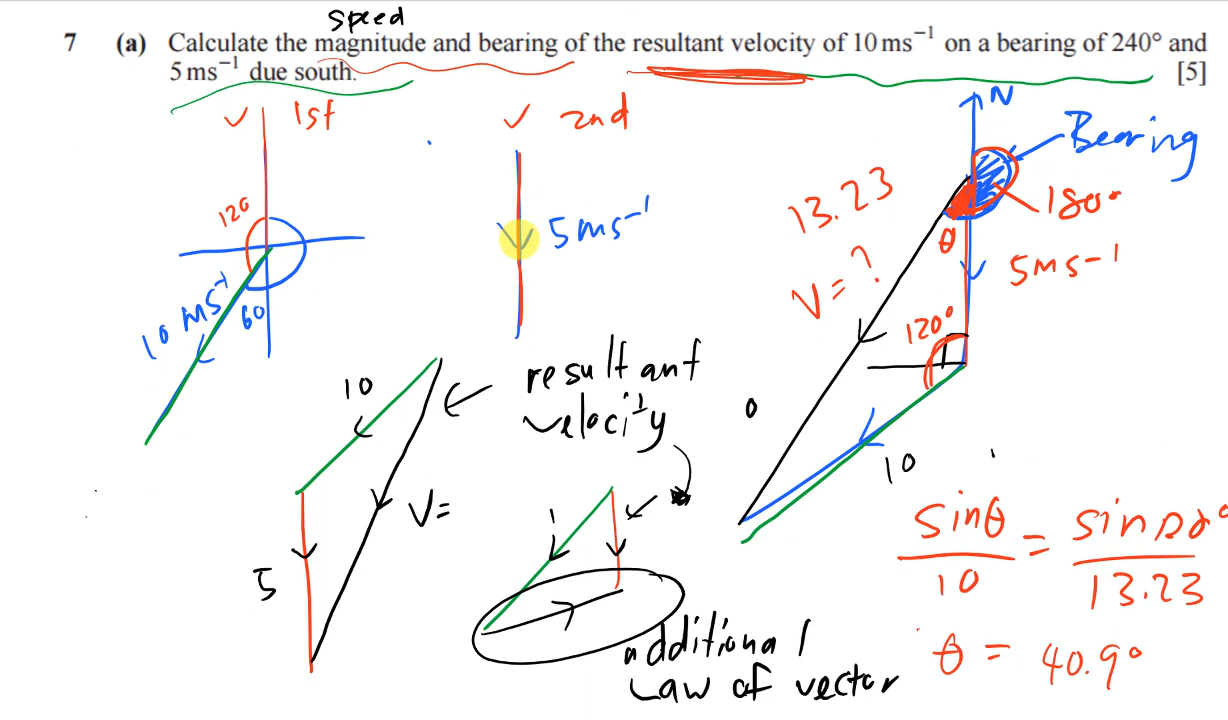 speed
7 (a) Calculate the magnitude and bearing of the resultant velocity of 10 ms⁻¹ on a bearing of 240° and
5 ms⁻¹ due south. [5]
✓ 1st
✓ 2nd
N
Bearing
120
60
10 ms⁻¹
5ms⁻¹
13.23
V = ?
180°
θ
5ms-1
120°
10
10
resultant
velocity
V=
5
additional
Law of vector
sinθ/10 = sin120°/13.23
θ = 40.9°